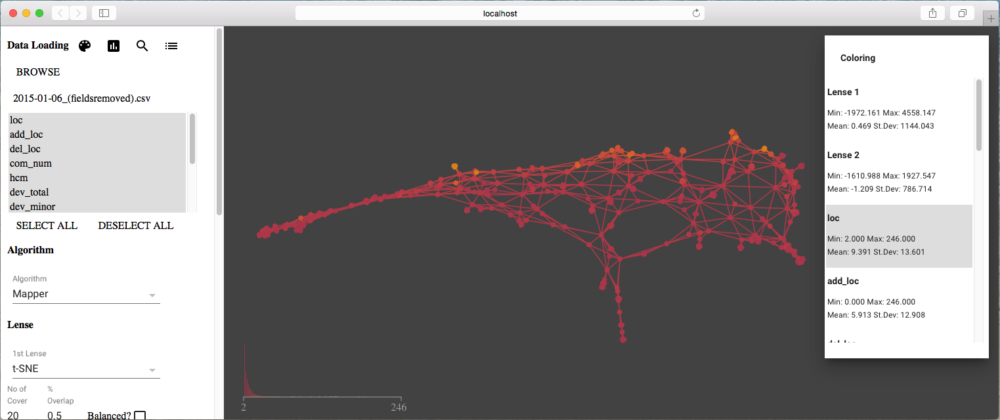 localhost
Data Loading
BROWSE
2015-01-06_(fieldsremoved).csv
loc
add_loc
del_loc
com_num
hcm
dev_total
dev_minor
SELECT ALL DESELECT ALL
Algorithm
Algorithm
Mapper
Lense
1st Lense
t-SNE
No of Cover
% Overlap
20 0.5 Balanced?
2 246
Coloring
Lense 1
Min: -1972.161 Max: 4558.147
Mean: 0.469 St.Dev: 1144.043
Lense 2
Min: -1610.988 Max: 1927.547
Mean: -1.209 St.Dev: 786.714
loc
Min: 2.000 Max: 246.000
Mean: 9.391 St.Dev: 13.601
add_loc
Min: 0.000 Max: 246.000
Mean: 5.913 St.Dev: 12.908